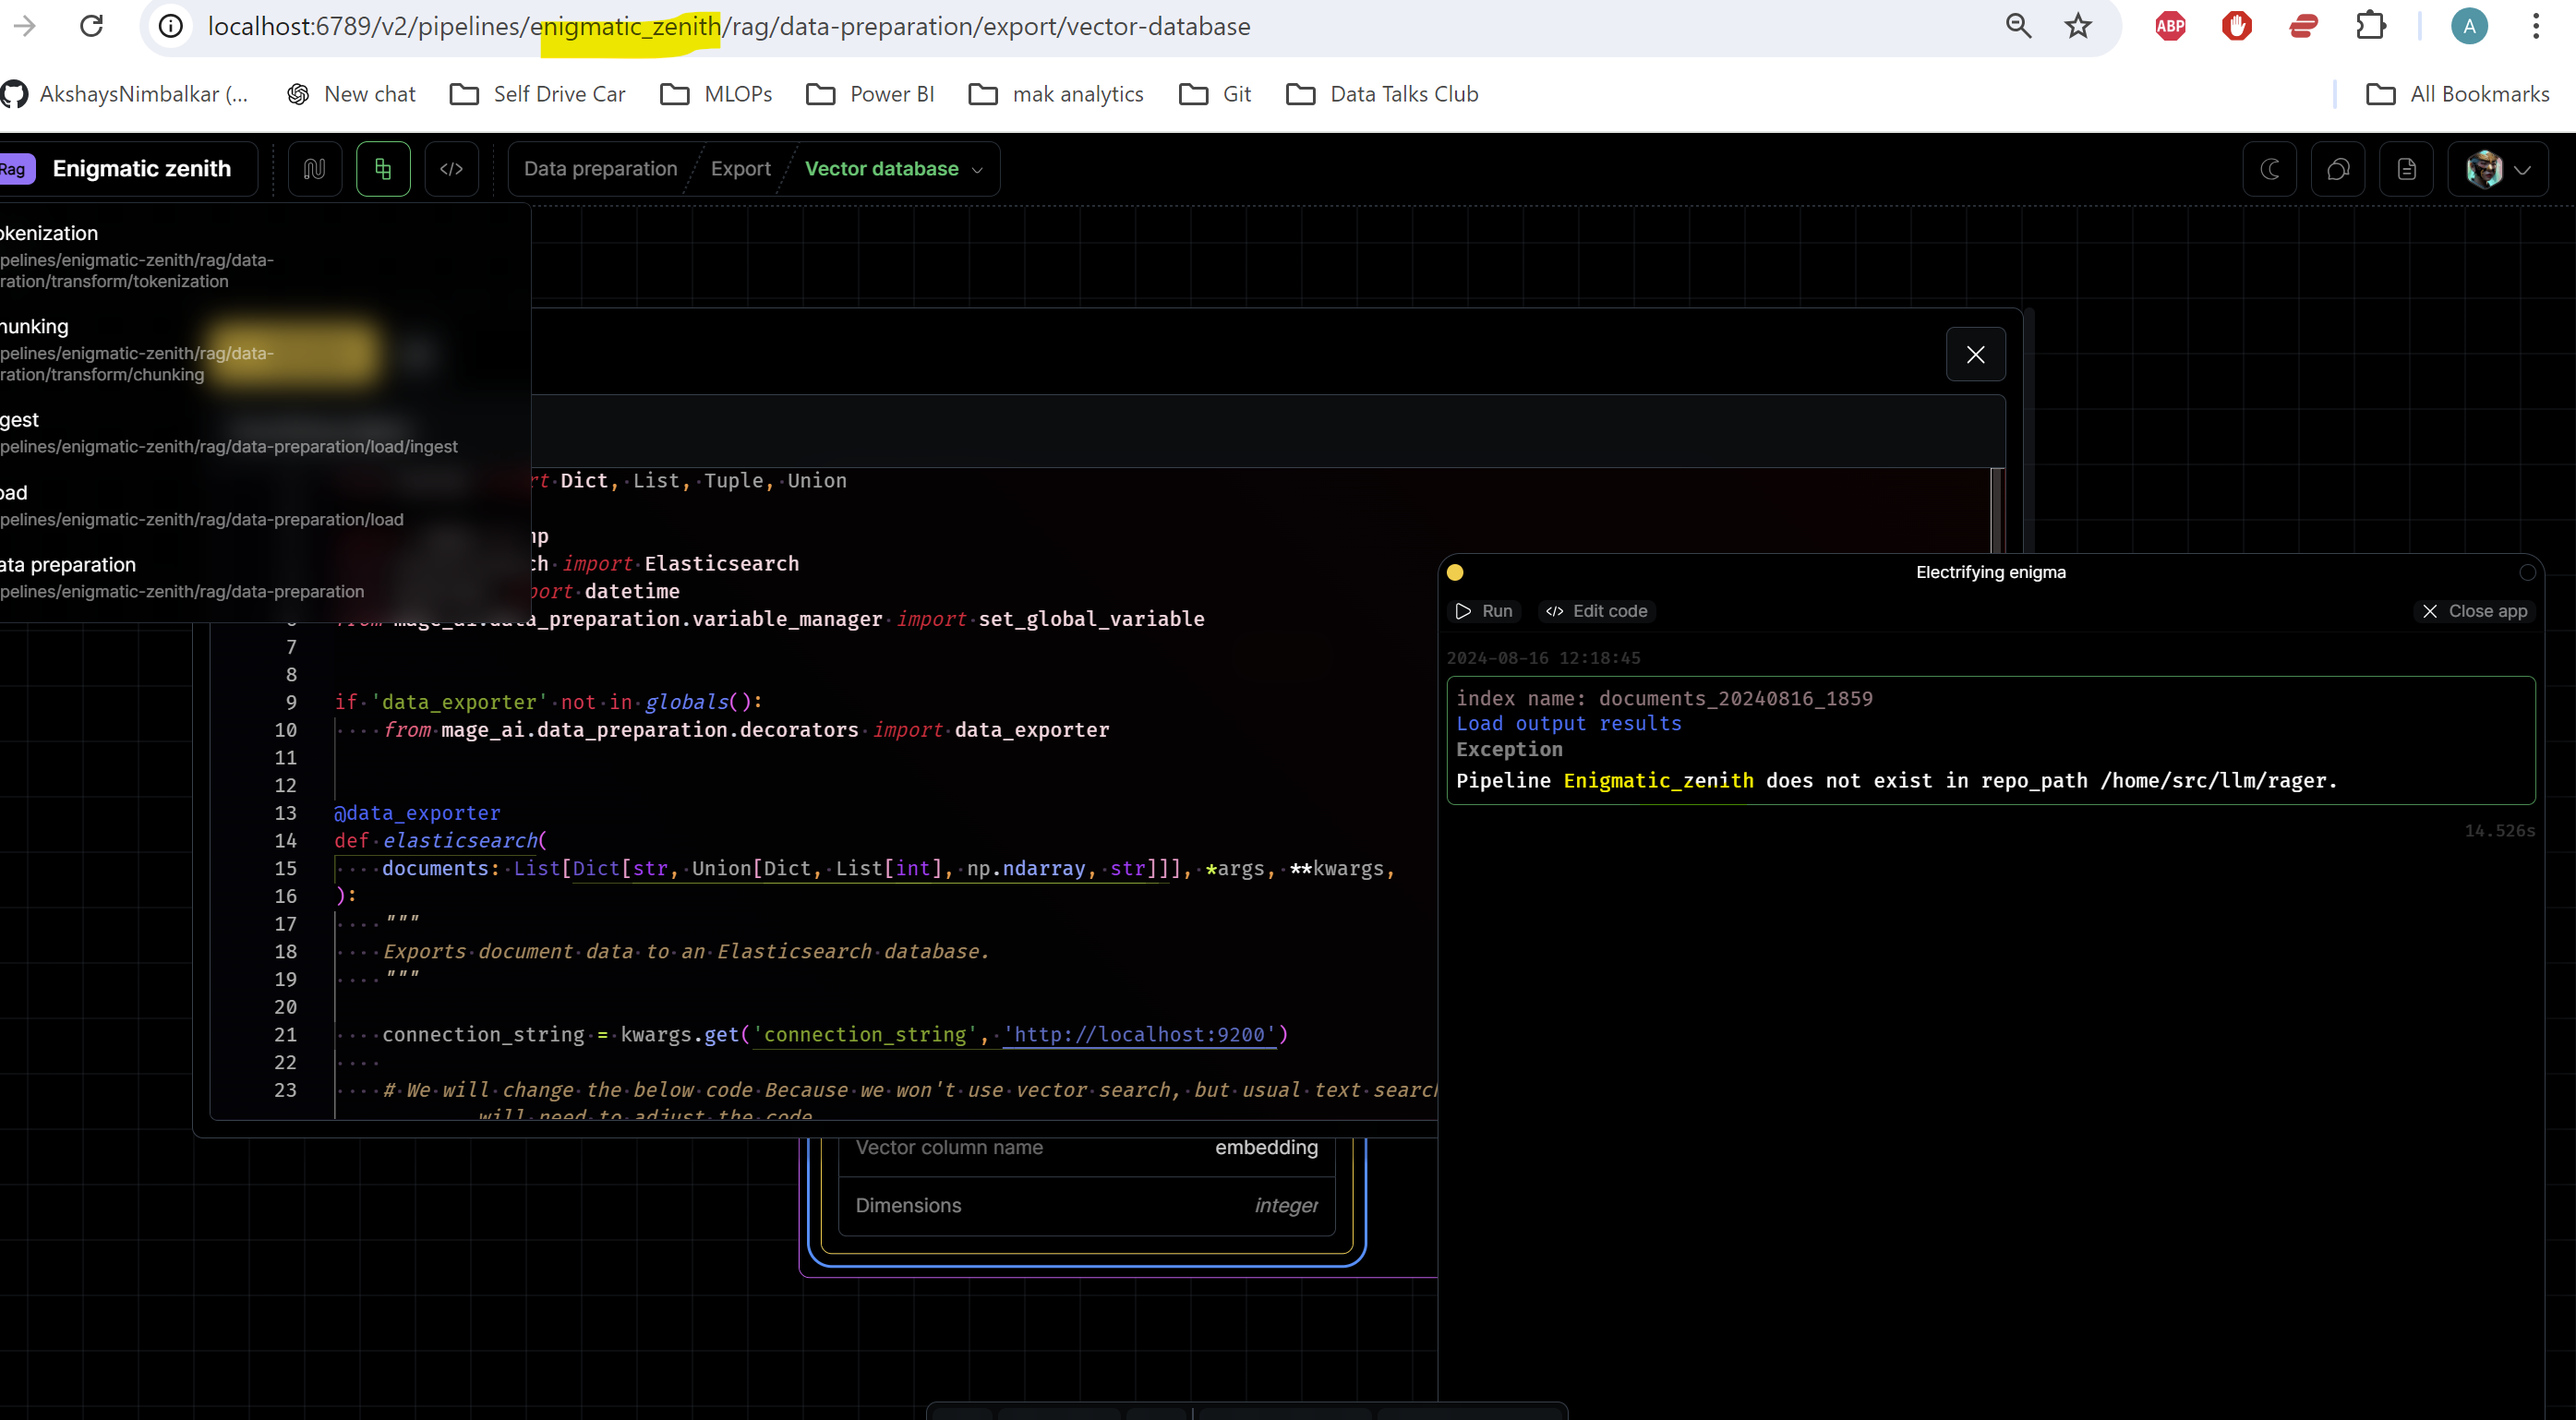 localhost:6789/v2/pipelines/enigmatic_zenith/rag/data-preparation/export/vector-database
ABP
A
AkshaysNimbalkar (...
New chat
Self Drive Car
MLOPs
Power BI
mak analytics
Git
Data Talks Club
All Bookmarks
Rag
Enigmatic zenith
Data preparation
Export
Vector database
okenization
pelines/enigmatic-zenith/rag/data-
ration/transform/tokenization
hunking
pelines/enigmatic-zenith/rag/data-
ration/transform/chunking
gest
pelines/enigmatic-zenith/rag/data-preparation/load/ingest
oad
pelines/enigmatic-zenith/rag/data-preparation/load
ata preparation
pelines/enigmatic-zenith/rag/data-preparation
rt Dict, List, Tuple, Union
np
ch import Elasticsearch
port datetime
from mage_ai.data_preparation.variable_manager import set_global_variable
7
8
9 if 'data_exporter' not in globals():
10 from mage_ai.data_preparation.decorators import data_exporter
11
12
13 @data_exporter
14 def elasticsearch(
15 documents: List[Dict[str, Union[Dict, List[int], np.ndarray, str]]], *args, **kwargs,
16 ):
17 """
18 Exports document data to an Elasticsearch database.
19 """
20
21 connection_string = kwargs.get('connection_string', 'http://localhost:9200')
22
23 # We will change the below code Because we won't use vector search, but usual text search
will need to adjust the code
Vector column name embedding
Dimensions integer
Electrifying enigma
Run
</> Edit code
Close app
2024-08-16 12:18:45
index name: documents_20240816_1859
Load output results
Exception
Pipeline Enigmatic_zenith does not exist in repo_path /home/src/llm/rager.
14.526s